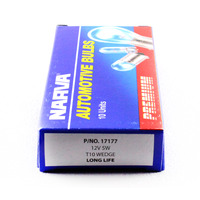 NARVA
AUTOMOTIVE BULBS
10 Units
PREMIUM
P/NO. 17177
12V 5W
T10 WEDGE
LONG LIFE